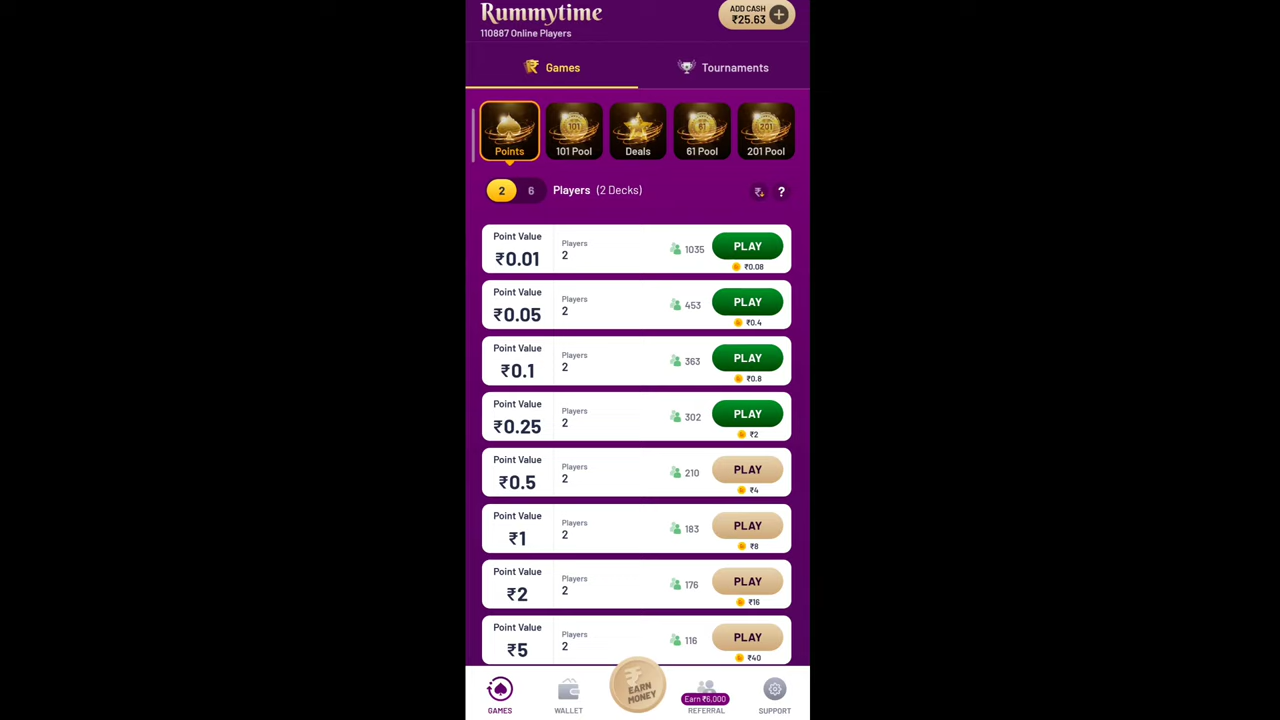 Rummytime
110887 Online Players
ADD CASH
₹25.63
Games
Tournaments
Points
101
101 Pool
Deals
61
61 Pool
201
201 Pool
2 6 Players (2 Decks)
₹ ?
Point Value
₹0.01
Players
2
1035
PLAY
₹0.08
Point Value
₹0.05
Players
2
453
PLAY
₹0.4
Point Value
₹0.1
Players
2
363
PLAY
₹0.8
Point Value
₹0.25
Players
2
302
PLAY
₹2
Point Value
₹0.5
Players
2
210
PLAY
₹4
Point Value
₹1
Players
2
183
PLAY
₹8
Point Value
₹2
Players
2
176
PLAY
₹16
Point Value
₹5
Players
2
116
PLAY
₹40
GAMES
WALLET
₹
EARN
MONEY
Earn ₹6,000
REFERRAL
SUPPORT